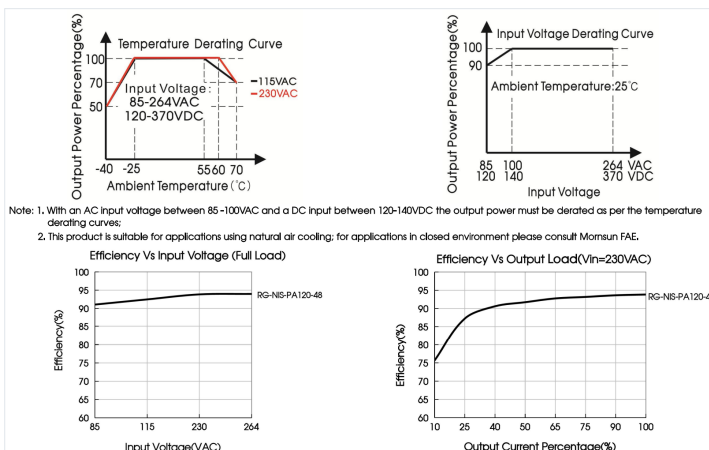 Temperature Derating Curve
Output Power Percentage(%)
100
70
50
Input Voltage:
85-264VAC
120-370VDC
115VAC
230VAC
-40 -25 55 60 70
Ambient Temperature (℃)
Input Voltage Derating Curve
Output Power Percentage(%)
100
90
Ambient Temperature:25℃
85 100 264 VAC
120 140 370 VDC
Input Voltage
Note: 1. With an AC input voltage between 85 -100VAC and a DC input between 120-140VDC the output power must be derated as per the temperature
derating curves;
2. This product is suitable for applications using natural air cooling; for applications in closed environment please consult Mornsun FAE.
Efficiency Vs Input Voltage (Full Load)
Efficiency(%)
100
95
90
85
80
75
70
65
60
RG-NIS-PA120-48
85 115 230 264
Input Voltage(VAC)
Efficiency Vs Output Load(Vin=230VAC)
Efficiency(%)
100
95
90
85
80
75
70
65
60
RG-NIS-PA120-4
10 25 40 50 65 75 90 100
Output Current Percentage(%)